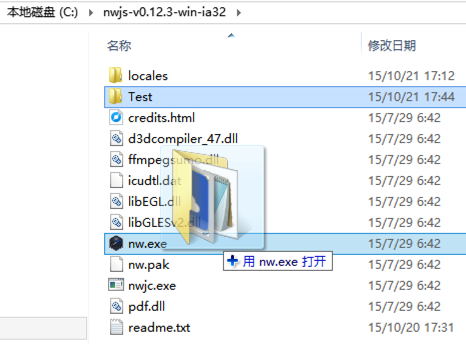 本地磁盘 (C:) ▸ nwjs-v0.12.3-win-ia32 ▸
名称 修改日期
locales 15/10/21 17:12
Test 15/10/21 17:44
credits.html 15/7/29 6:42
d3dcompiler_47.dll 15/7/29 6:42
ffmpegsumo.dll 15/7/29 6:42
icudtl.dat 15/7/29 6:42
libEGL.dll 15/7/29 6:42
libGLESv2.dll 15/7/29 6:42
nw.exe 15/7/29 6:42
nw.pak 15/7/29 6:42
用 nw.exe 打开
nwjc.exe 15/7/29 6:42
pdf.dll 15/7/29 6:42
readme.txt 15/10/20 17:31